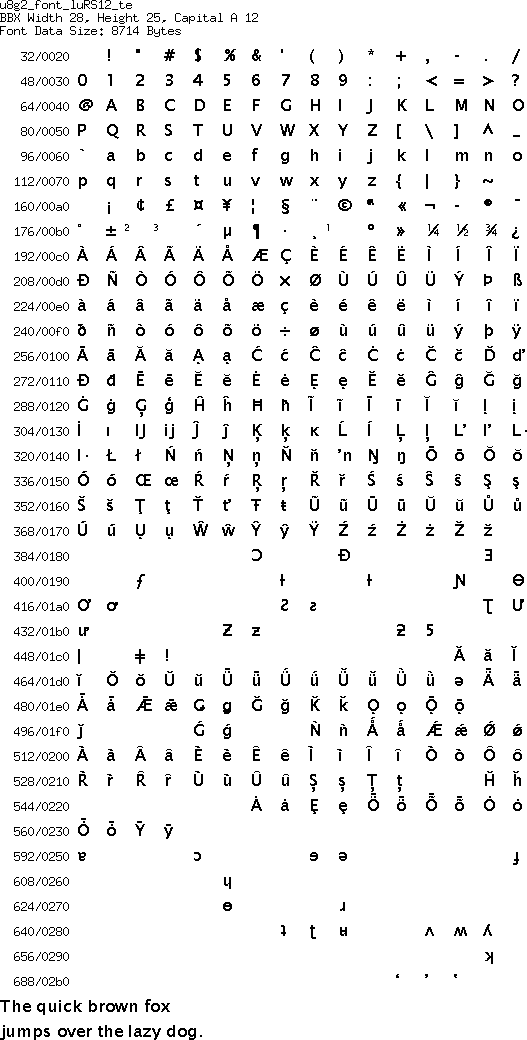 u8g2_font_luRS12_te
BBX Width 28, Height 25, Capital A 12
Font Data Size: 8714 Bytes
32/0020 ! " # $ % & ' ( ) * + , - . /
48/0030 0 1 2 3 4 5 6 7 8 9 : ; < = > ?
64/0040 @ A B C D E F G H I J K L M N O
80/0050 P Q R S T U V W X Y Z [ \ ] ^ _
96/0060 ` a b c d e f g h i j k l m n o
112/0070 p q r s t u v w x y z { | } ~
160/00a0 ¡ ¢ £ ¤ ¥ ¦ § ¨ © ª « ¬ - ® ¯
176/00b0 ° ± ² ³ ´ µ ¶ · ¸ ¹ º » ¼ ½ ¾ ¿
192/00c0 À Á Â Ã Ä Å Æ Ç È É Ê Ë Ì Í Î Ï
208/00d0 Ð Ñ Ò Ó Ô Õ Ö × Ø Ù Ú Û Ü Ý Þ ß
224/00e0 à á â ã ä å æ ç è é ê ë ì í î ï
240/00f0 ð ñ ò ó ô õ ö ÷ ø ù ú û ü ý þ ÿ
256/0100 Ā ā Ă ă Ą ą Ć ć Ĉ ĉ Ċ ċ Č č Ď ď
272/0110 Đ đ Ē ē Ĕ ĕ Ė ė Ę ę Ě ě Ĝ ĝ Ğ ğ
288/0120 Ġ ġ Ģ ģ Ĥ ĥ Ħ ħ Ĩ ĩ Ī ī Ĭ ĭ Į į
304/0130 İ ı Ĳ ĳ Ĵ ĵ Ķ ķ ĸ Ĺ ĺ Ļ ļ Ľ ľ Ŀ
320/0140 ŀ Ł ł Ń ń Ņ ņ Ň ň ŉ Ŋ ŋ Ō ō Ŏ ŏ
336/0150 Ő ő Œ œ Ŕ ŕ Ŗ ŗ Ř ř Ś ś Ŝ ŝ Ş ş
352/0160 Š š Ţ ţ Ť ť Ŧ ŧ Ũ ũ Ū ū Ŭ ŭ Ů ů
368/0170 Ű ű Ų ų Ŵ ŵ Ŷ ŷ Ÿ Ź ź Ż ż Ž ž
384/0180 Ɔ Ɖ Ǝ
400/0190 ƒ ƚ Ɲ Ɵ
416/01a0 Ơ ơ Ƨ ƨ Ʈ Ư
432/01b0 ư Ƶ ƶ ƻ
448/01c0 ǀ ǂ ǃ Ǎ ǎ Ǐ
464/01d0 ǐ Ǒ ǒ Ǔ ǔ Ǖ ǖ Ǘ ǘ Ǚ ǚ Ǜ ǜ ǝ Ǟ ǟ
480/01e0 Ǡ ǡ Ǣ ǣ Ǥ ǥ Ǧ ǧ Ǩ ǩ Ǫ ǫ Ǭ ǭ
496/01f0 ǰ Ǵ ǵ Ǹ ǹ Ǻ ǻ Ǽ ǽ Ǿ ǿ
512/0200 Ȁ ȁ Ȃ ȃ Ȅ ȅ Ȇ ȇ Ȉ ȉ Ȋ ȋ Ȍ ȍ Ȏ ȏ
528/0210 Ȑ ȑ Ȓ ȓ Ȕ ȕ Ȗ ȗ Ș ș Ț ț Ȟ ȟ
544/0220 Ȧ ȧ Ȩ ȩ Ȫ ȫ Ȭ ȭ Ȯ ȯ
560/0230 Ȱ ȱ Ȳ ȳ
592/0250 ɐ ɔ ɘ ə ɟ
608/0260 ɥ
624/0270 ɵ ɹ
640/0280 ʇ ʈ ʉ ʌ ʍ ʎ
656/0290 ʞ
688/02b0 ʻ ʼ ʽ
The quick brown fox
jumps over the lazy dog.